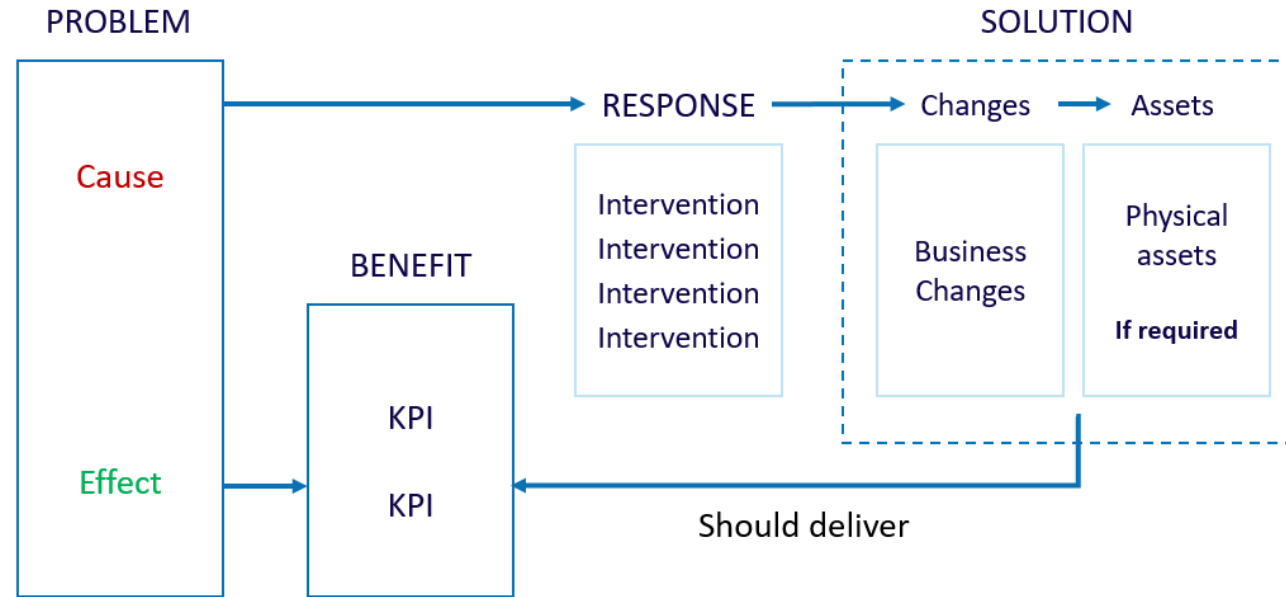 PROBLEM
SOLUTION
RESPONSE
Changes
Assets
Cause
Effect
BENEFIT
KPI
KPI
Intervention
Intervention
Intervention
Intervention
Business
Changes
Physical
assets
If required
Should deliver